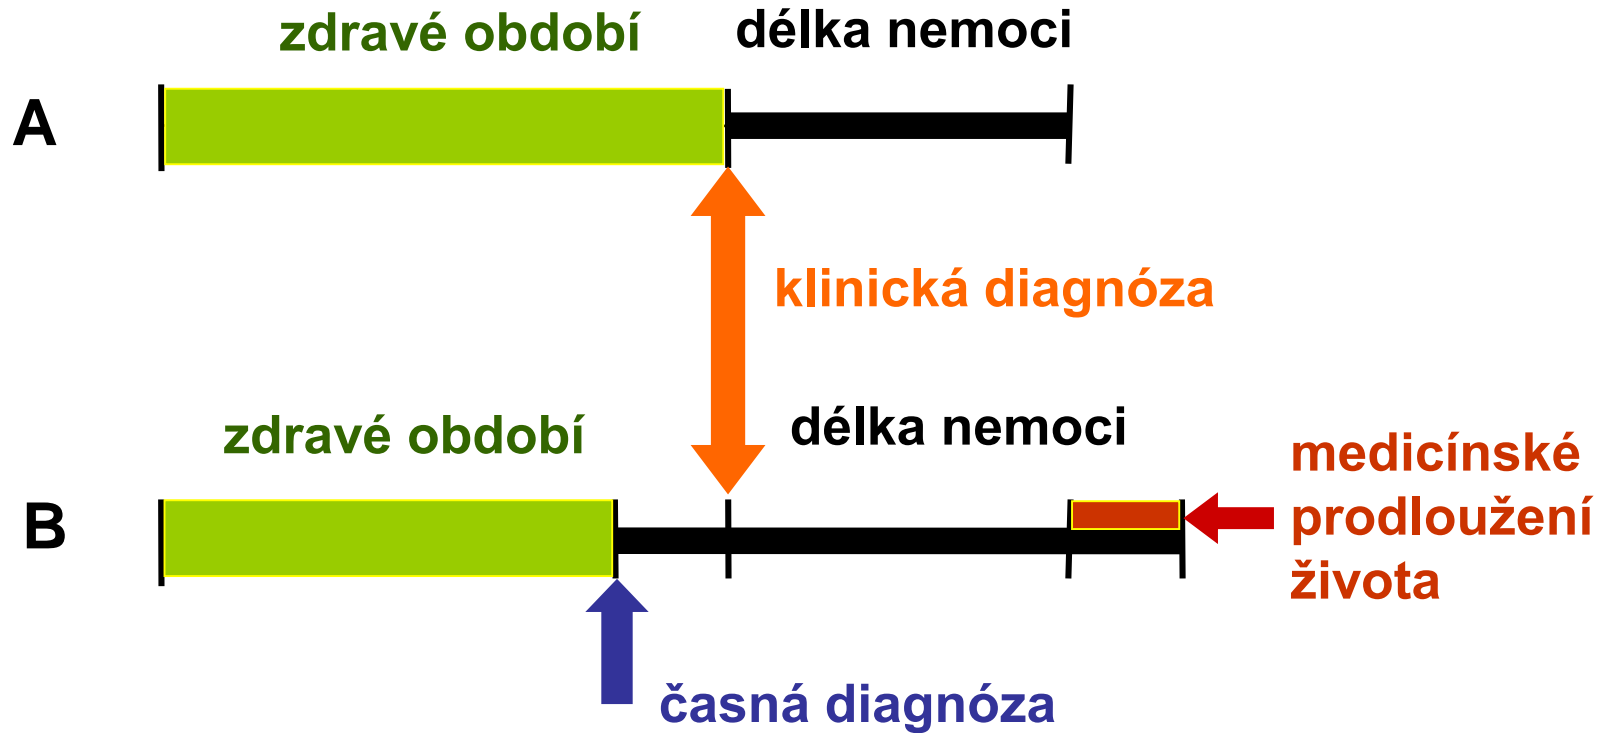 zdravé období
délka nemoci
A
klinická diagnóza
zdravé období
délka nemoci
B
medicínské
prodloužení
života
časná diagnóza